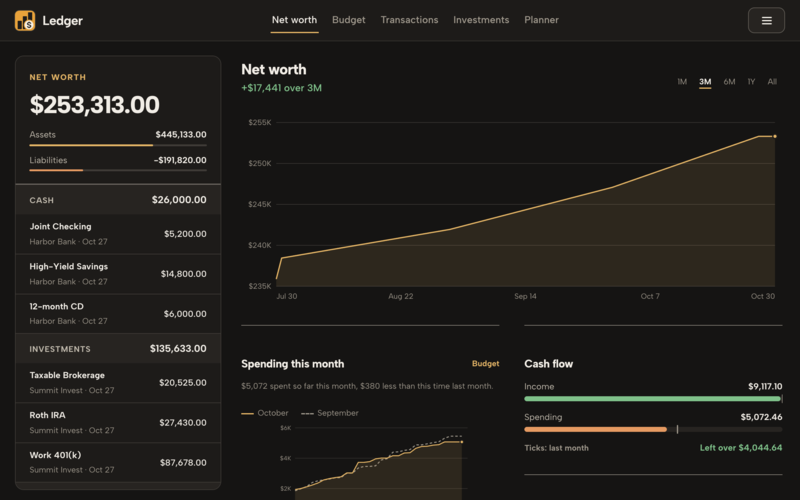 Ledger
Net worth Budget Transactions Investments Planner
NET WORTH
$253,313.00
Assets $445,133.00
Liabilities -$191,820.00
CASH $26,000.00
Joint Checking
Harbor Bank · Oct 27
$5,200.00
High-Yield Savings
Harbor Bank · Oct 27
$14,800.00
12-month CD
Harbor Bank · Oct 27
$6,000.00
INVESTMENTS $135,633.00
Taxable Brokerage
Summit Invest · Oct 27
$20,525.00
Roth IRA
Summit Invest · Oct 27
$27,430.00
Work 401(k)
Summit Invest · Oct 27
$87,678.00
Net worth
+$17,441 over 3M
1M 3M 6M 1Y All
$255K
$250K
$245K
$240K
$235K
Jul 30 Aug 22 Sep 14 Oct 7 Oct 30
Spending this month Budget
$5,072 spent so far this month, $380 less than this time last month.
October September
$6K
$4K
$2K
Cash flow
Income $9,117.10
Spending $5,072.46
Ticks: last month Left over $4,044.64